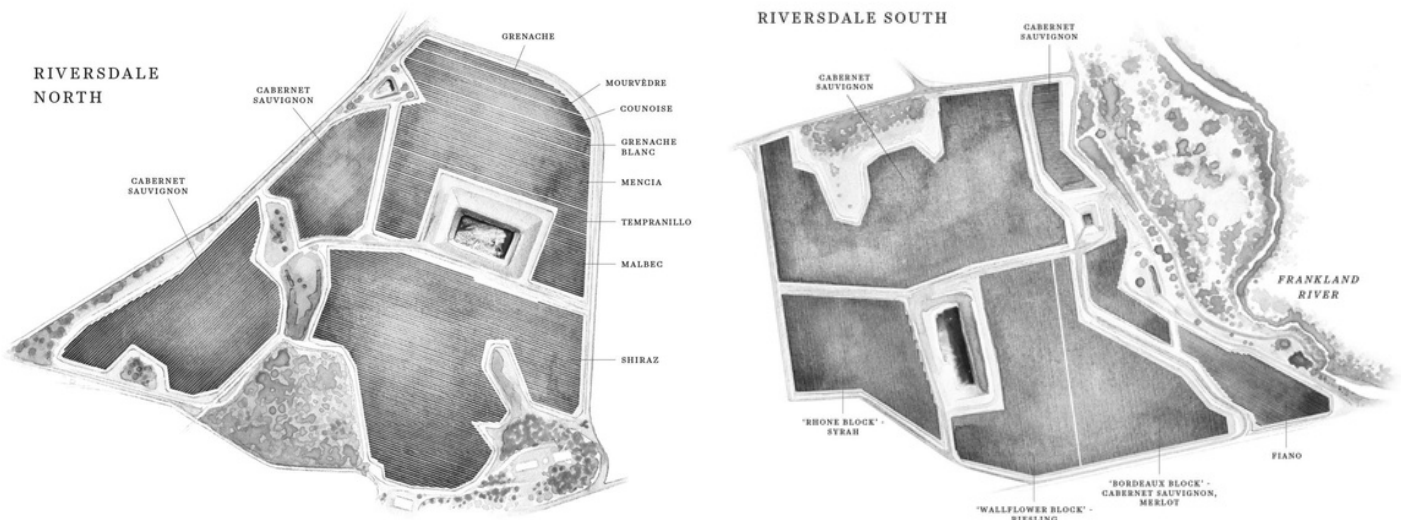 RIVERSDALE
NORTH
GRENACHE
MOURVÈDRE
COUNOISE
GRENACHE
BLANC
MENCIA
TEMPRANILLO
MALBEC
SHIRAZ
CABERNET
SAUVIGNON
CABERNET
SAUVIGNON
RIVERSDALE SOUTH
CABERNET
SAUVIGNON
CABERNET
SAUVIGNON
FRANKLAND
RIVER
'RHONE BLOCK' -
SYRAH
'WALLFLOWER BLOCK' -
RIESLING
'BORDEAUX BLOCK' -
CABERNET SAUVIGNON,
MERLOT
FIANO